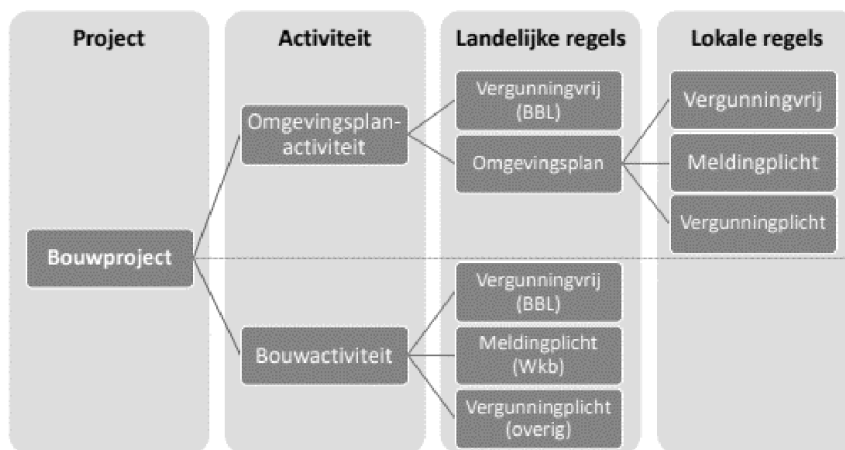 Project
Activiteit
Landelijke regels
Lokale regels
Bouwproject
Omgevingsplan-
activiteit
Bouwactiviteit
Vergunningvrij
(BBL)
Omgevingsplan
Vergunningvrij
(BBL)
Meldingplicht
(Wkb)
Vergunningplicht
(overig)
Vergunningvrij
Meldingplicht
Vergunningplicht